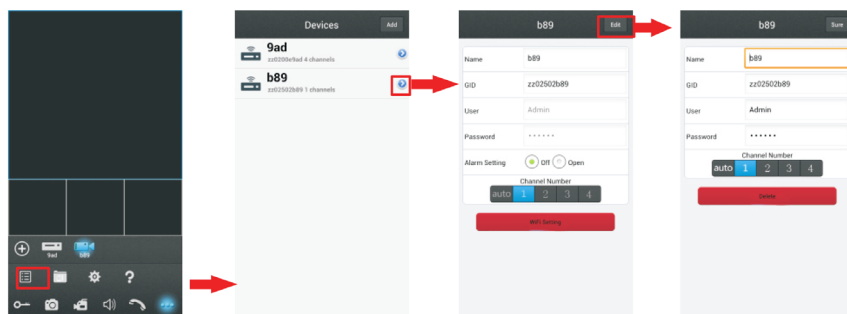 9ad
b89
?
Devices
Add
9ad
zz0200e9ad 4 channels
b89
zz02502b89 1 channels
b89
Edit
Name
b89
GID
zz02502b89
User
Admin
Password
Alarm Setting
Off
Open
Channel Number
auto 1 2 3 4
WIFI Setting
b89
Sure
Name
b89
GID
zz02502b89
User
Admin
Password
Channel Number
auto 1 2 3 4
Delete